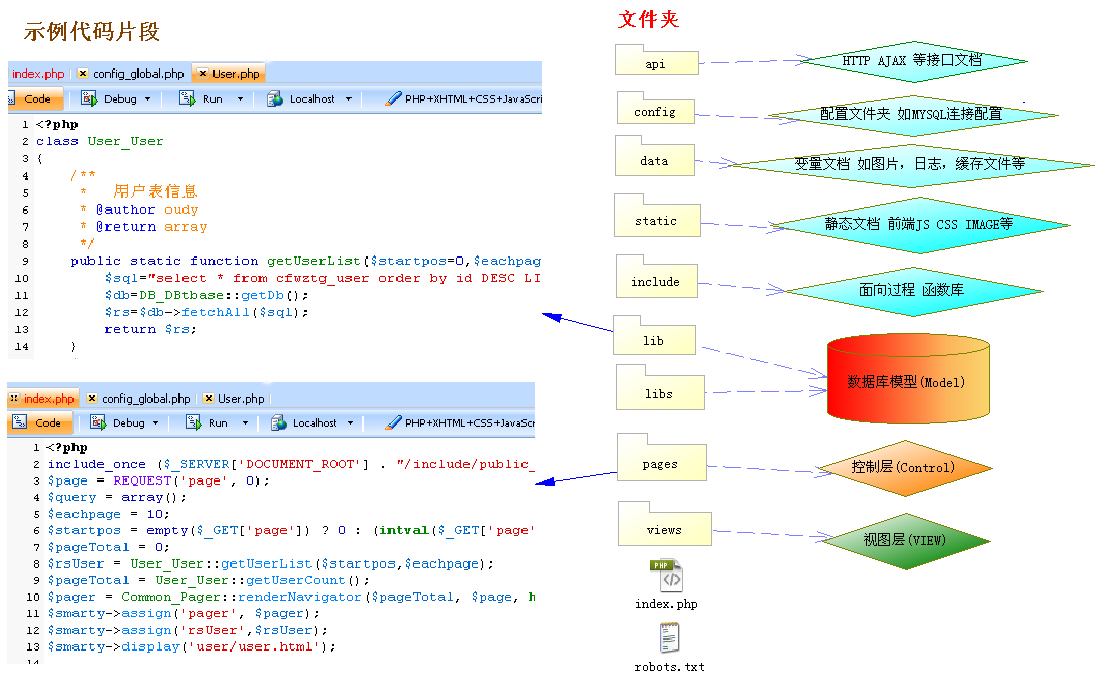 示例代码片段
index.php config_global.php User.php
Code Debug Run Localhost PHP+XHTML+CSS+JavaScri
1 <?php
2 class User_User
3 {
4 /**
5 * 用户表信息
6 * @author oudy
7 * @return array
8 */
9 public static function getUserList($startpos=0,$eachpag
10 $sql="select * from cfwztg_user order by id DESC LI
11 $db=DB_DBtbase::getDb();
12 $rs=$db->fetchAll($sql);
13 return $rs;
14 }
index.php config_global.php User.php
Code Debug Run Localhost PHP+XHTML+CSS+JavaSc
1 <?php
2 include_once ($_SERVER['DOCUMENT_ROOT'] . "/include/public_
3 $page = REQUEST('page', 0);
4 $query = array();
5 $eachpage = 10;
6 $startpos = empty($_GET['page']) ? 0 : (intval($_GET['page'
7 $pageTotal = 0;
8 $rsUser = User_User::getUserList($startpos,$eachpage);
9 $pageTotal = User_User::getUserCount();
10 $pager = Common_Pager::renderNavigator($pageTotal, $page, h
11 $smarty->assign('pager', $pager);
12 $smarty->assign('rsUser',$rsUser);
13 $smarty->display('user/user.html');
14
文件夹
api HTTP AJAX 等接口文档
config 配置文件夹 如MYSQL连接配置
data 变量文档 如图片，日志，缓存文件等
static 静态文档 前端JS CSS IMAGE等
include 面向过程 函数库
lib
数据库模型(Model)
libs
pages 控制层(Control)
views 视图层(VIEW)
PHP
index.php
robots.txt